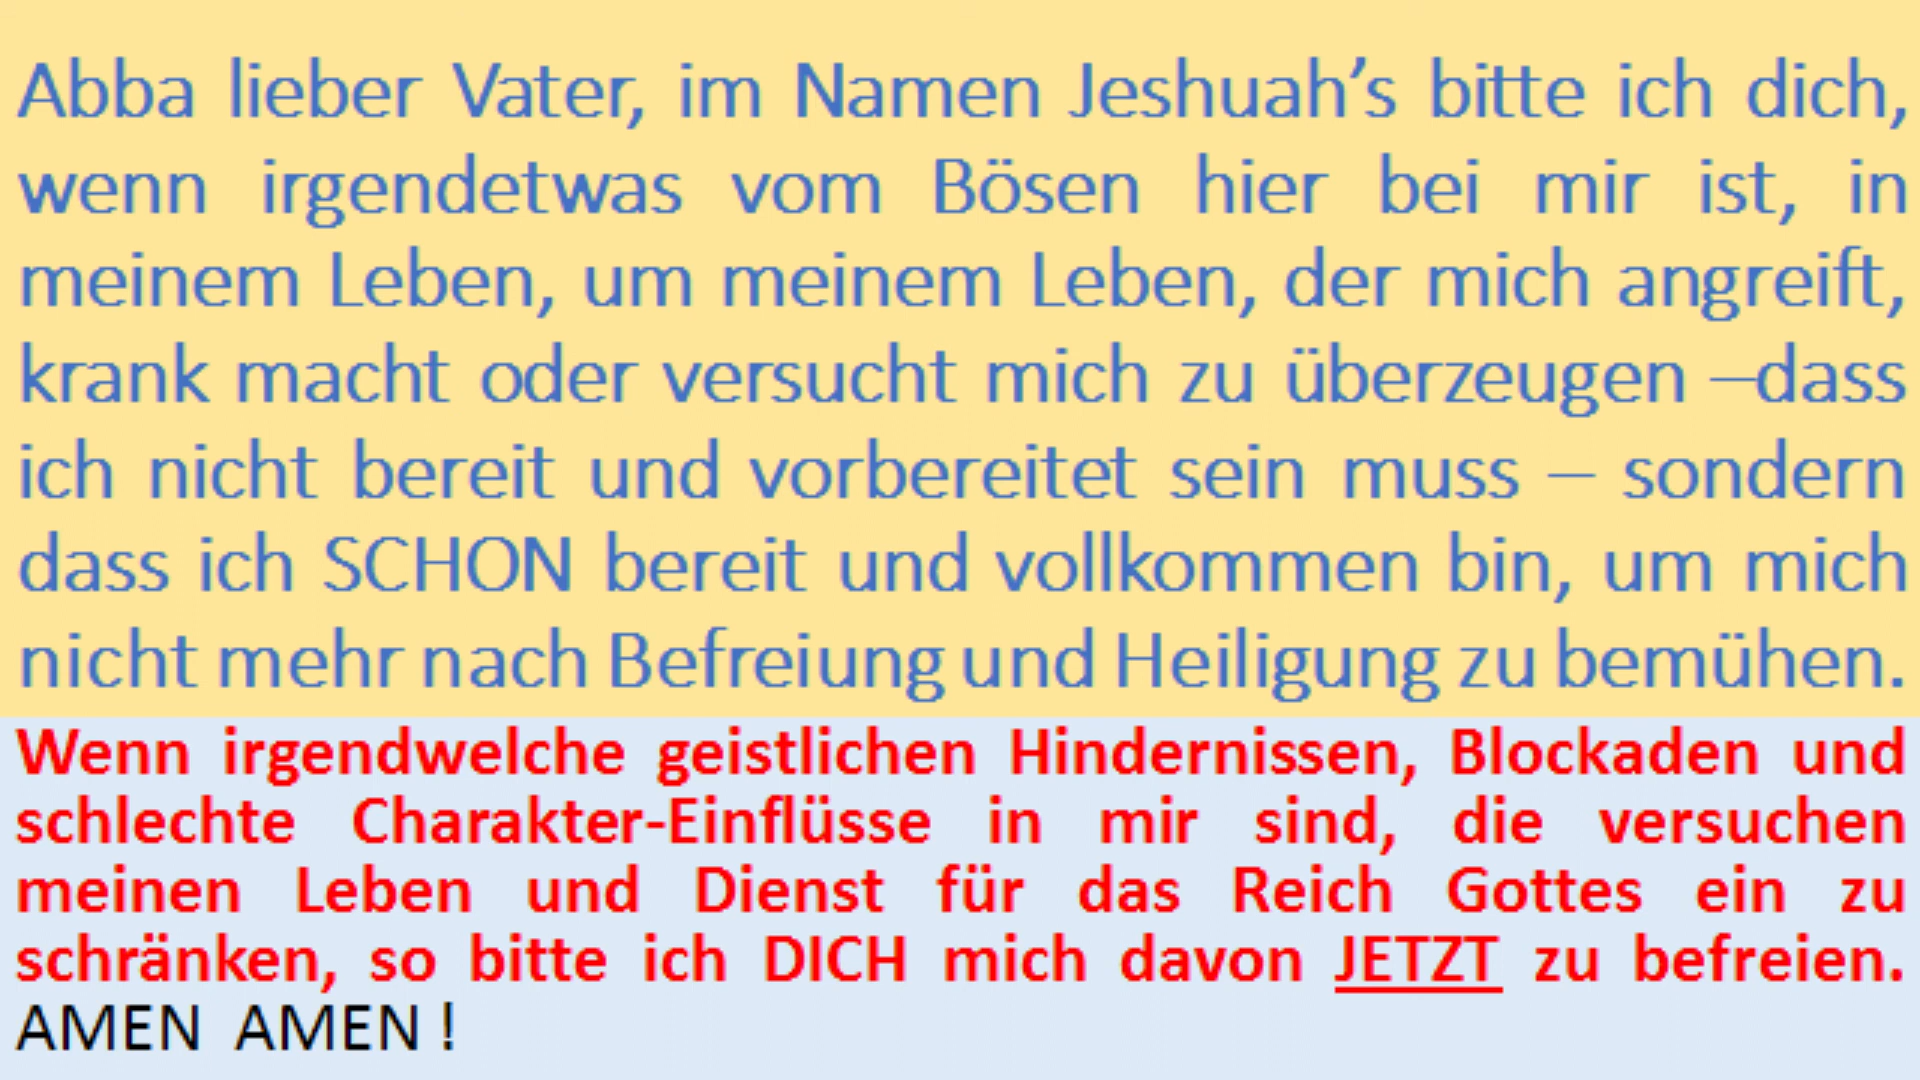 Abba lieber Vater, im Namen Jeshuah’s bitte ich dich,
wenn irgendetwas vom Bösen hier bei mir ist, in
meinem Leben, um meinem Leben, der mich angreift,
krank macht oder versucht mich zu überzeugen –dass
ich nicht bereit und vorbereitet sein muss – sondern
dass ich SCHON bereit und vollkommen bin, um mich
nicht mehr nach Befreiung und Heiligung zu bemühen.
Wenn irgendwelche geistlichen Hindernissen, Blockaden und
schlechte Charakter-Einflüsse in mir sind, die versuchen
meinen Leben und Dienst für das Reich Gottes ein zu
schränken, so bitte ich DICH mich davon JETZT zu befreien.
AMEN AMEN !